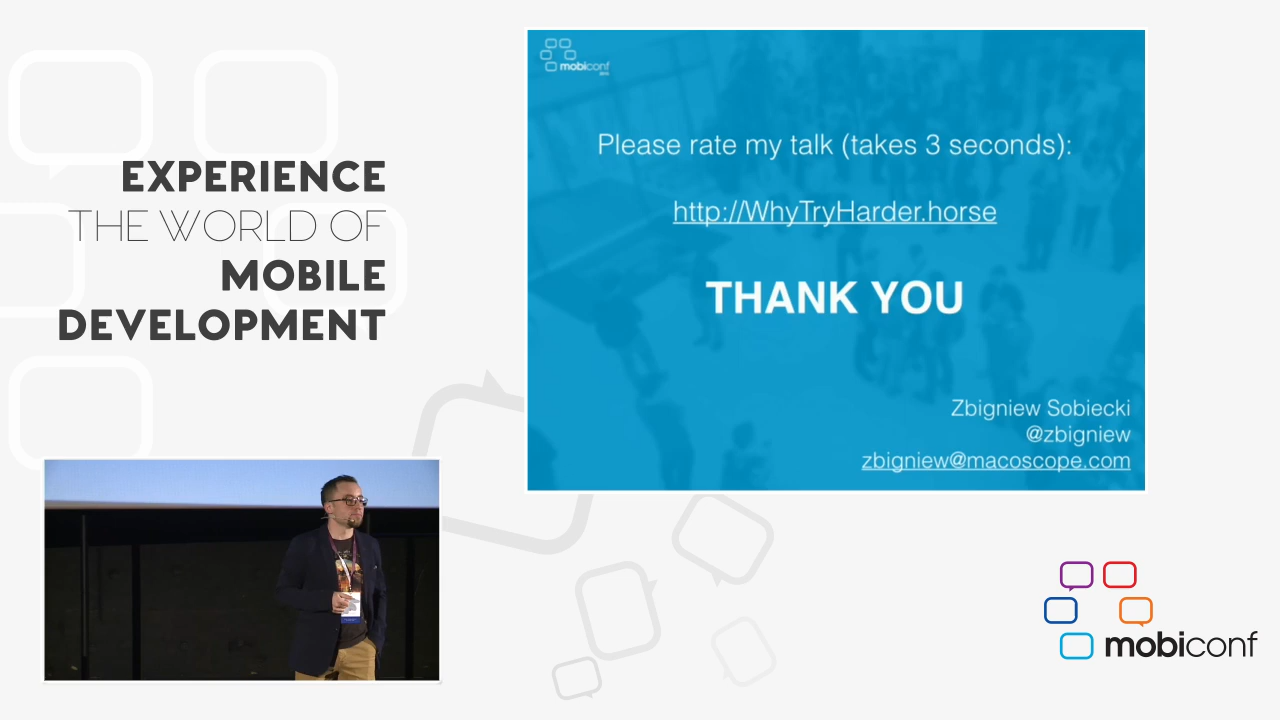 EXPERIENCE
THE WORLD OF
MOBILE
DEVELOPMENT
mobiconf
Please rate my talk (takes 3 seconds):
http://WhyTryHarder.horse
THANK YOU
Zbigniew Sobiecki
@zbigniew
zbigniew@macoscope.com
mobiconf